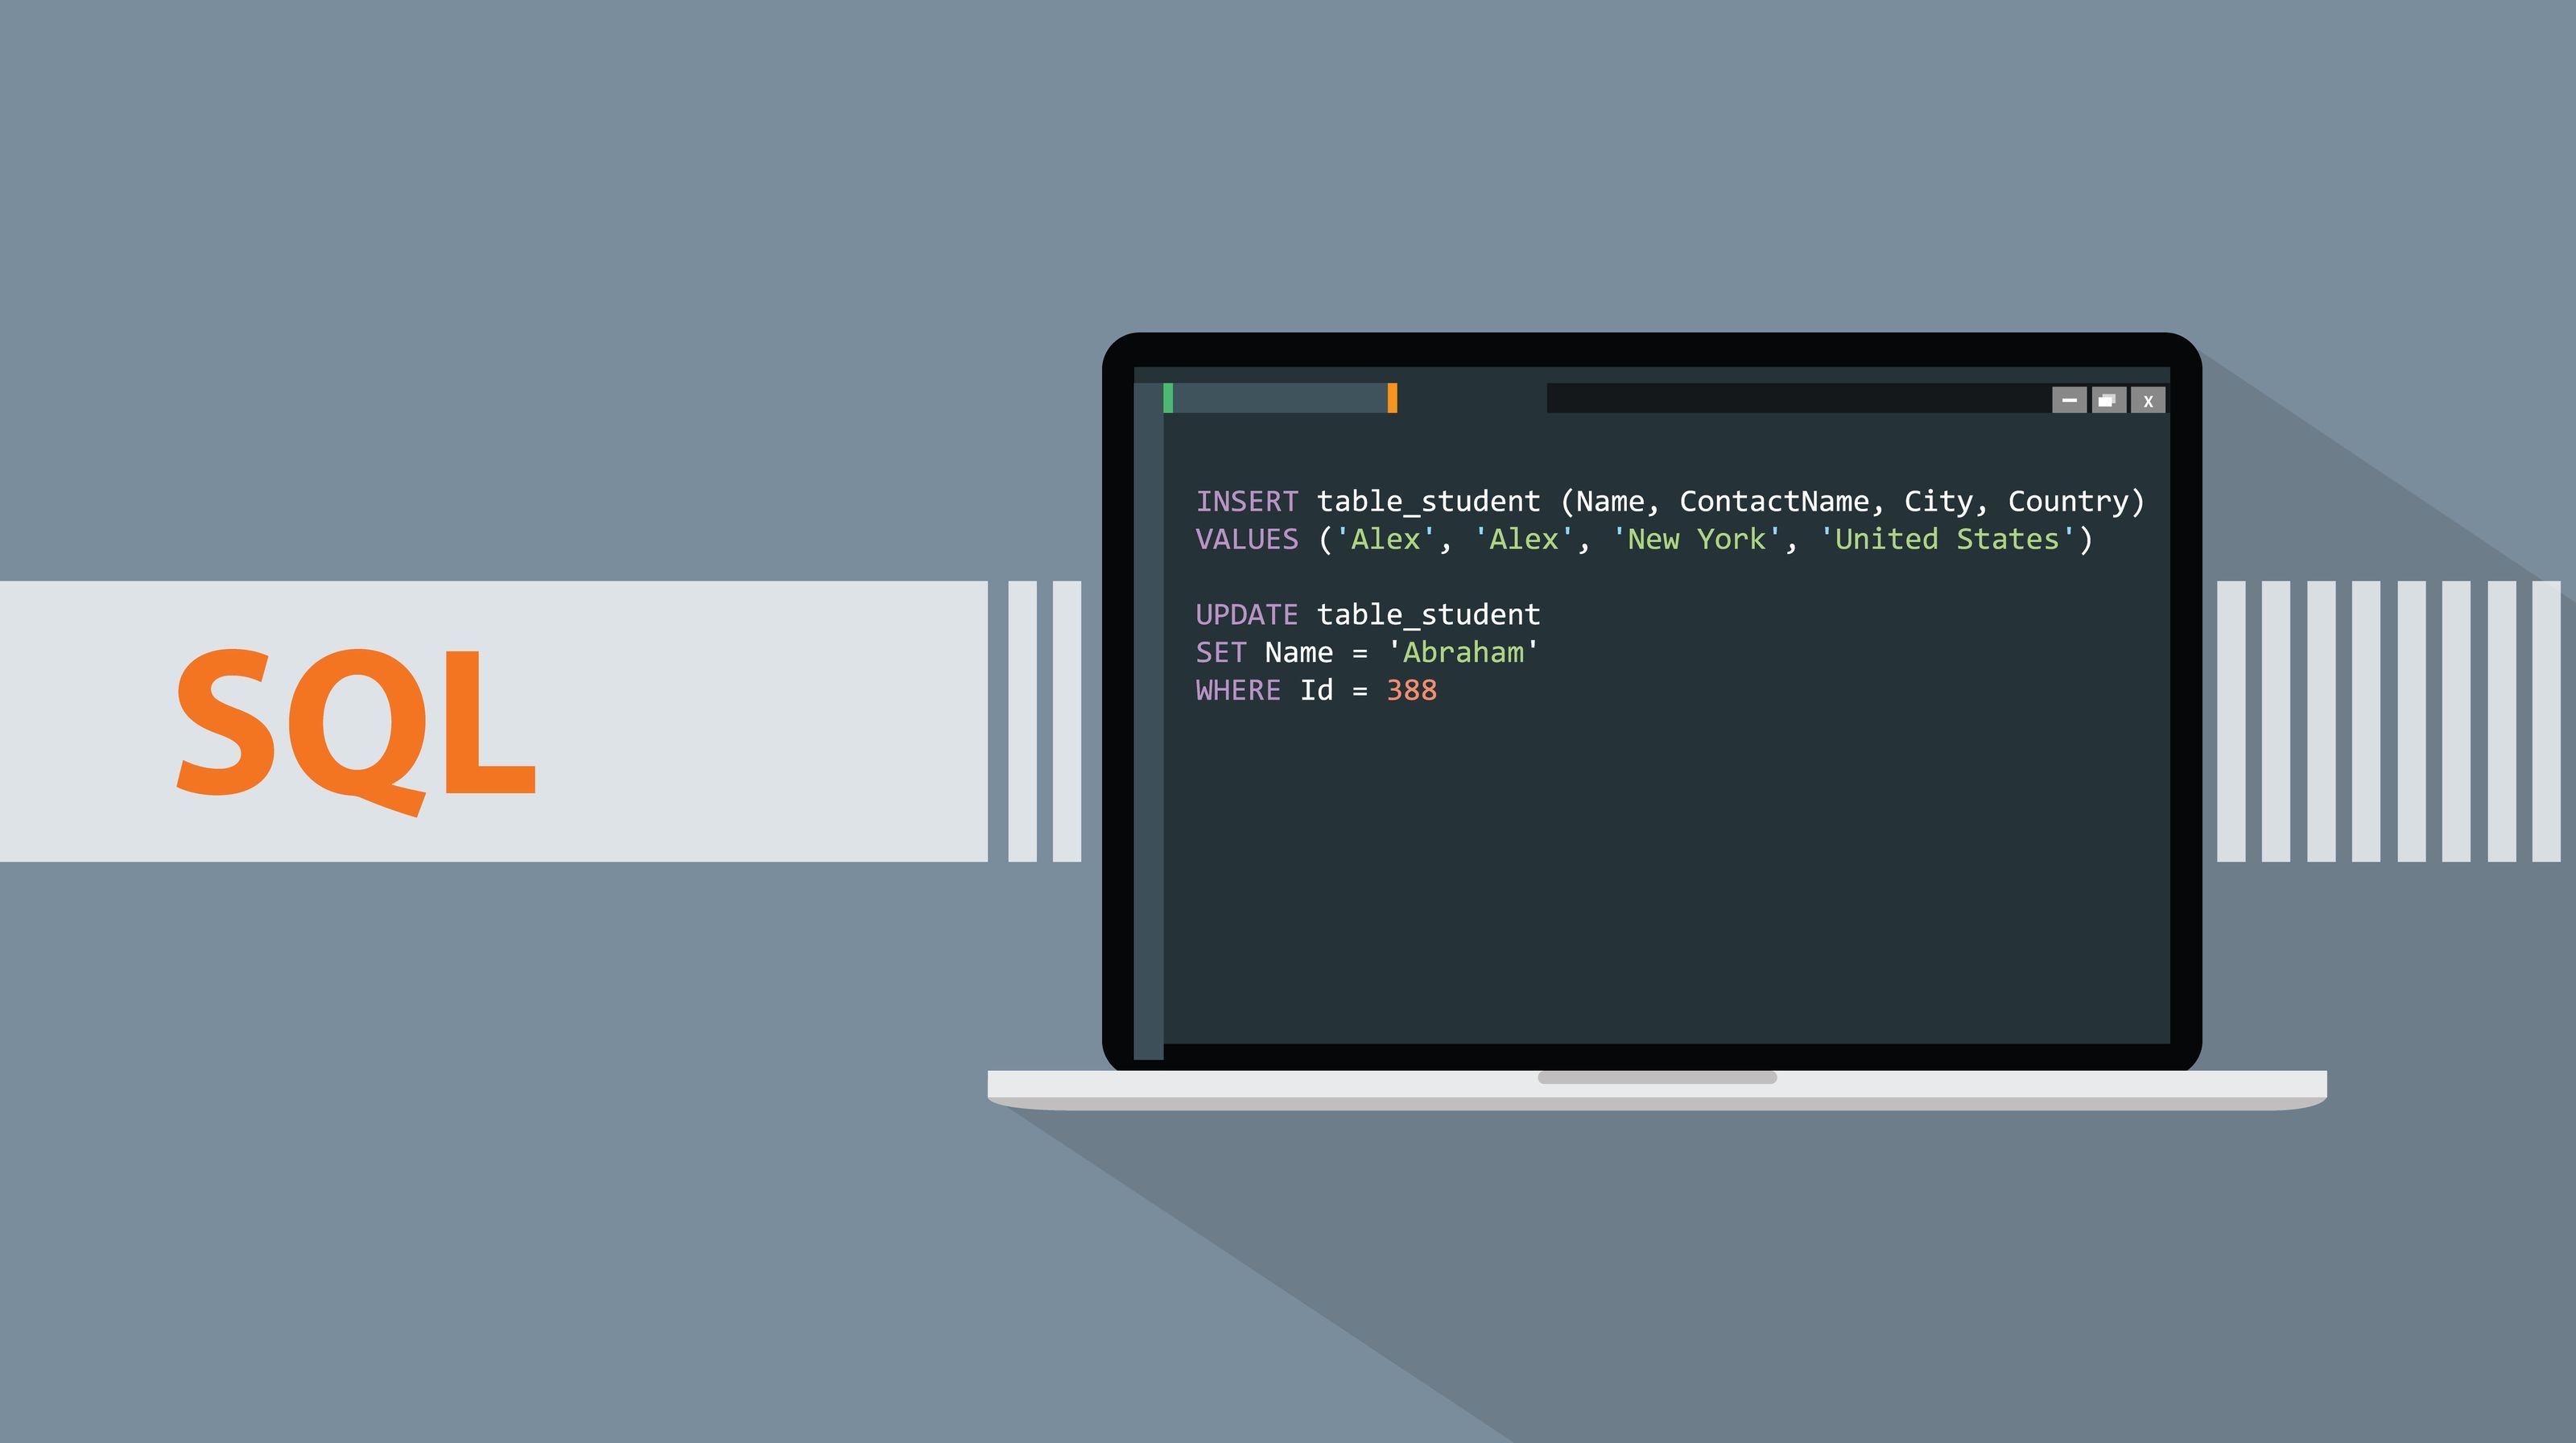 SQL
x
INSERT table_student (Name, ContactName, City, Country)
VALUES ('Alex', 'Alex', 'New York', 'United States')
UPDATE table_student
SET Name = 'Abraham'
WHERE Id = 388